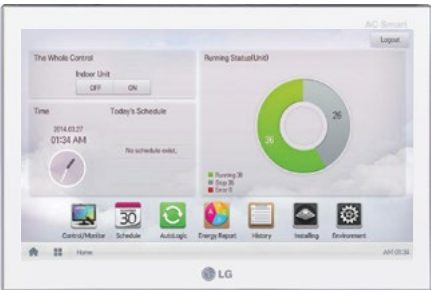 AC Smart
Logout
The Whole Control
Running Status(Unit)
Indoor Unit
OFF ON
Time
Today's Schedule
2014.03.27
01:34 AM
No schedule exist.
36
26
Running 36
Stop 26
Error 0
30
Control/Monitor
Schedule
AutoLogic
Energy Report
History
Installing
Environment
Home
AM 01:34
LG